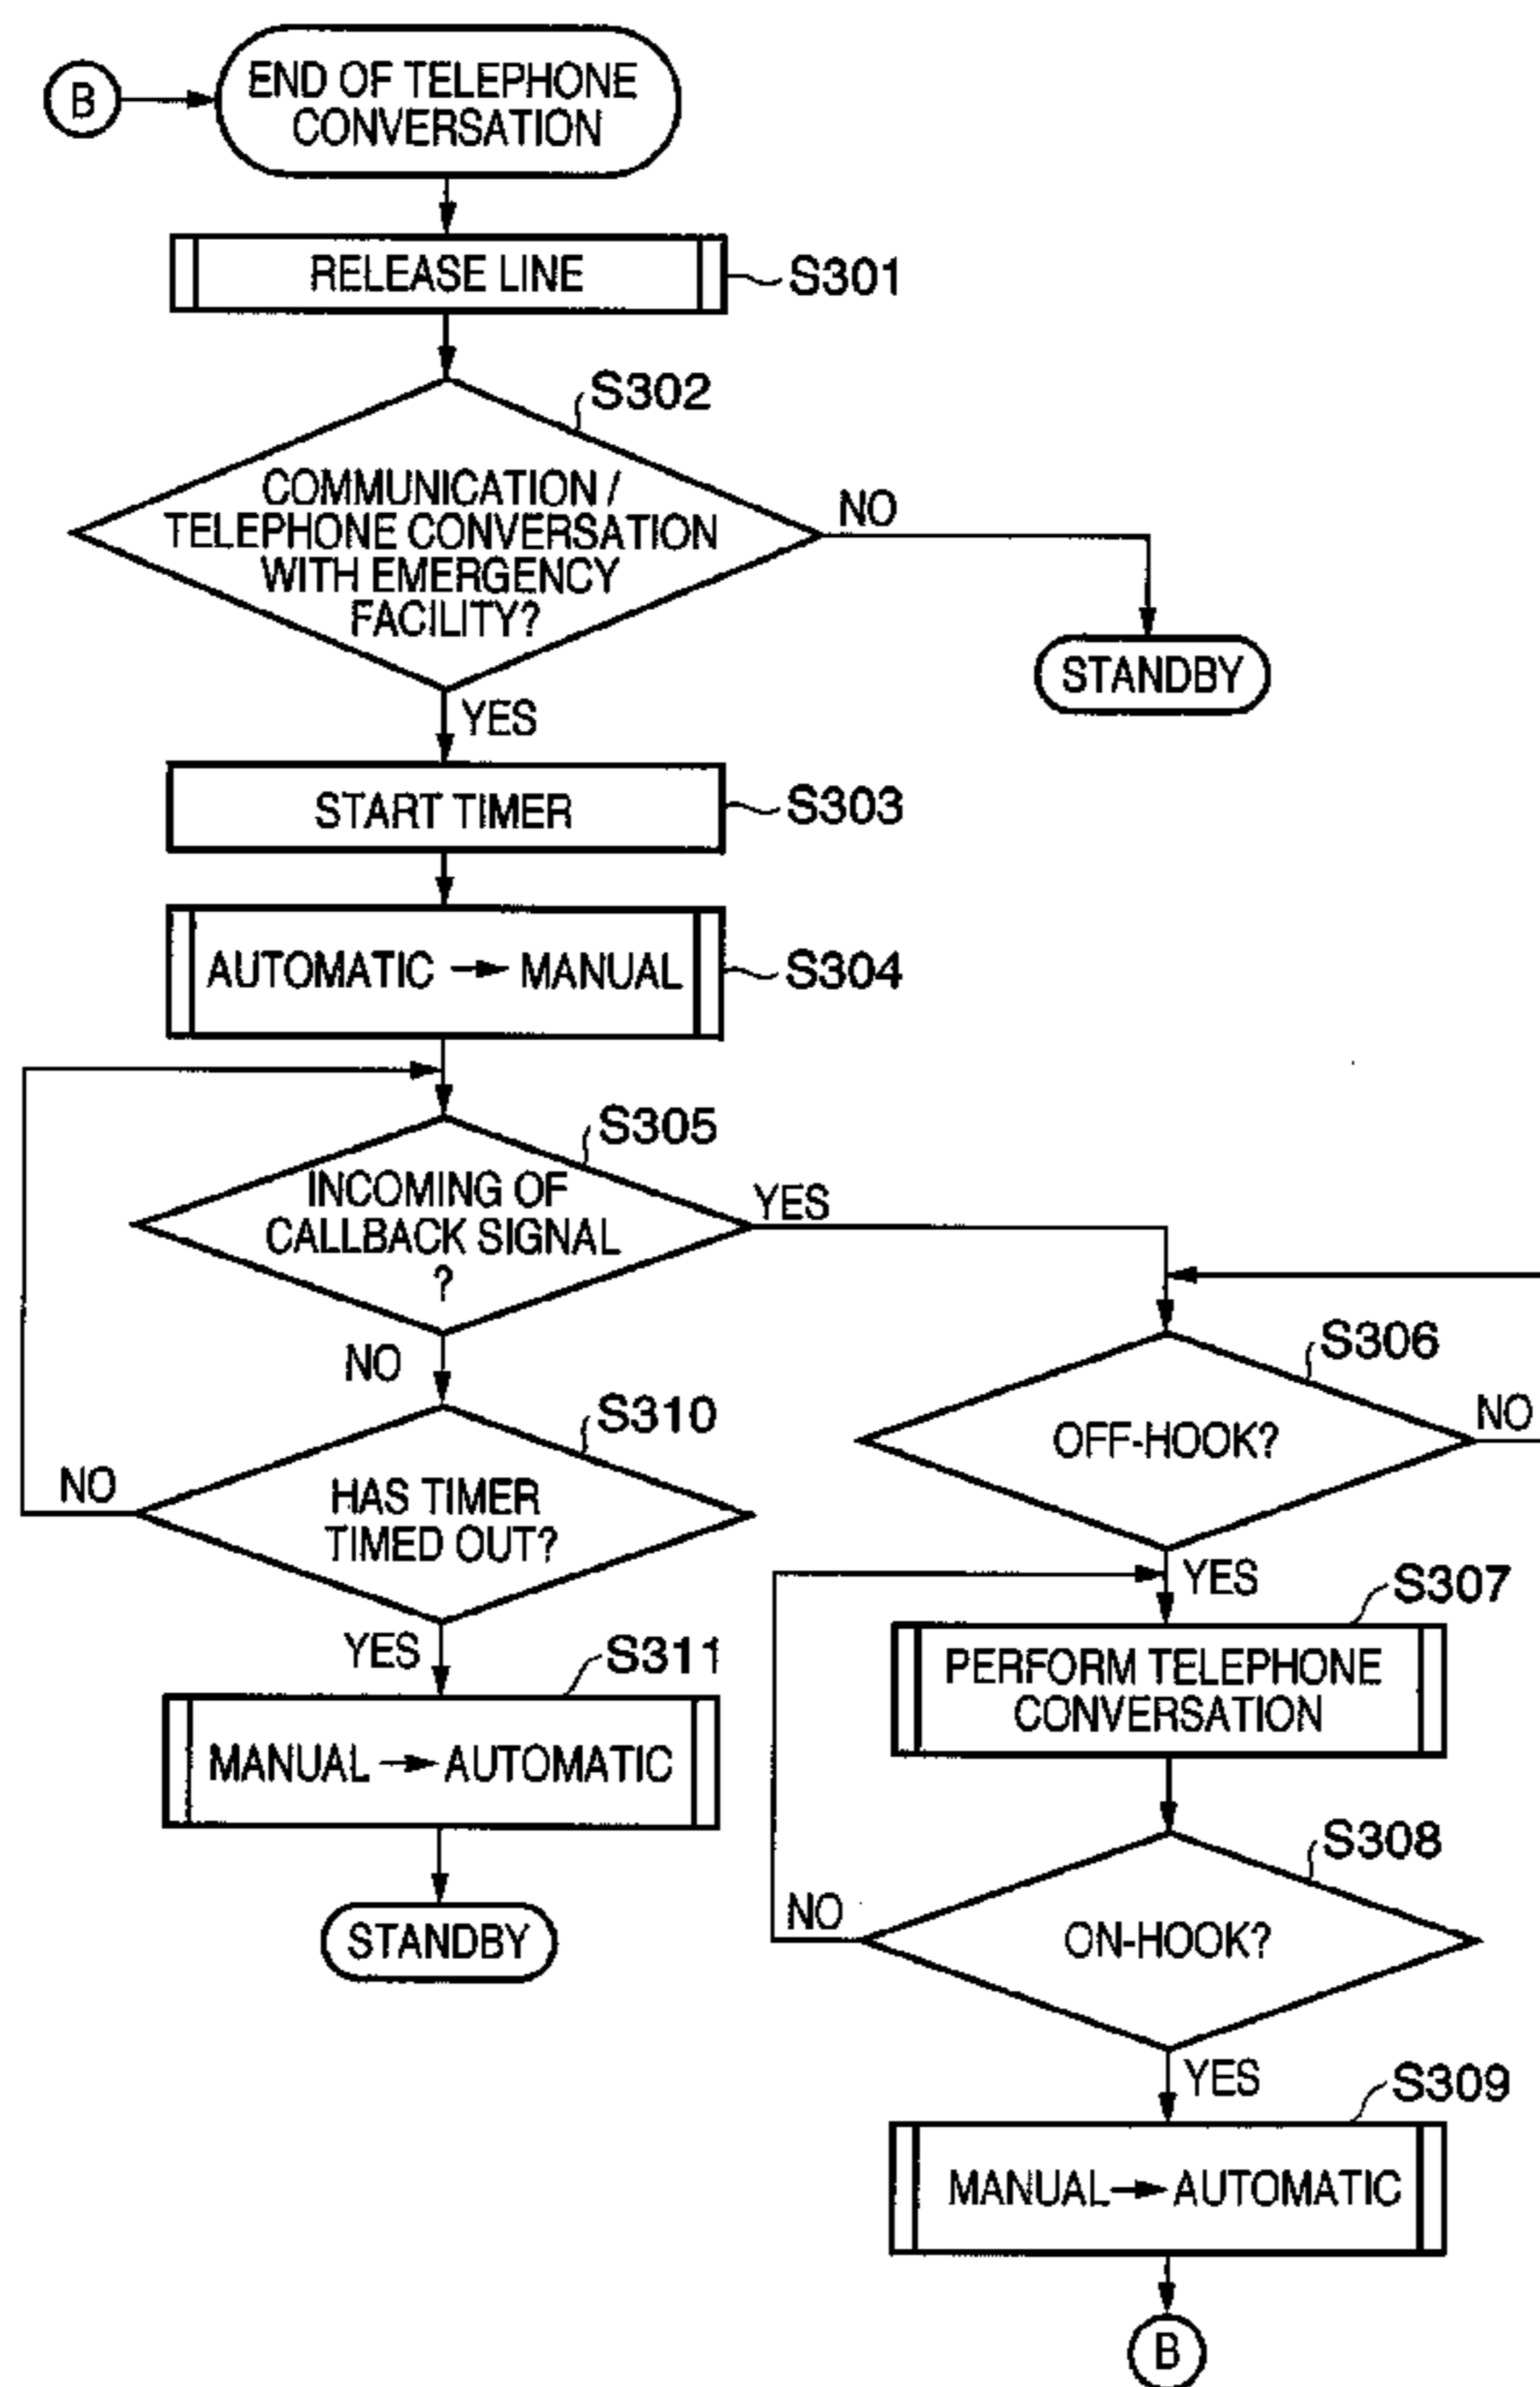 B
END OF TELEPHONE
CONVERSATION
RELEASE LINE
S301
S302
COMMUNICATION /
TELEPHONE CONVERSATION
WITH EMERGENCY
FACILITY?
NO
STANDBY
YES
START TIMER
S303
AUTOMATIC → MANUAL
S304
S305
INCOMING OF
CALLBACK SIGNAL
?
YES
NO
S306
OFF-HOOK?
NO
S310
HAS TIMER
TIMED OUT?
NO
YES
YES
S307
PERFORM TELEPHONE
CONVERSATION
S311
MANUAL → AUTOMATIC
STANDBY
S308
ON-HOOK?
NO
YES
S309
MANUAL → AUTOMATIC
B